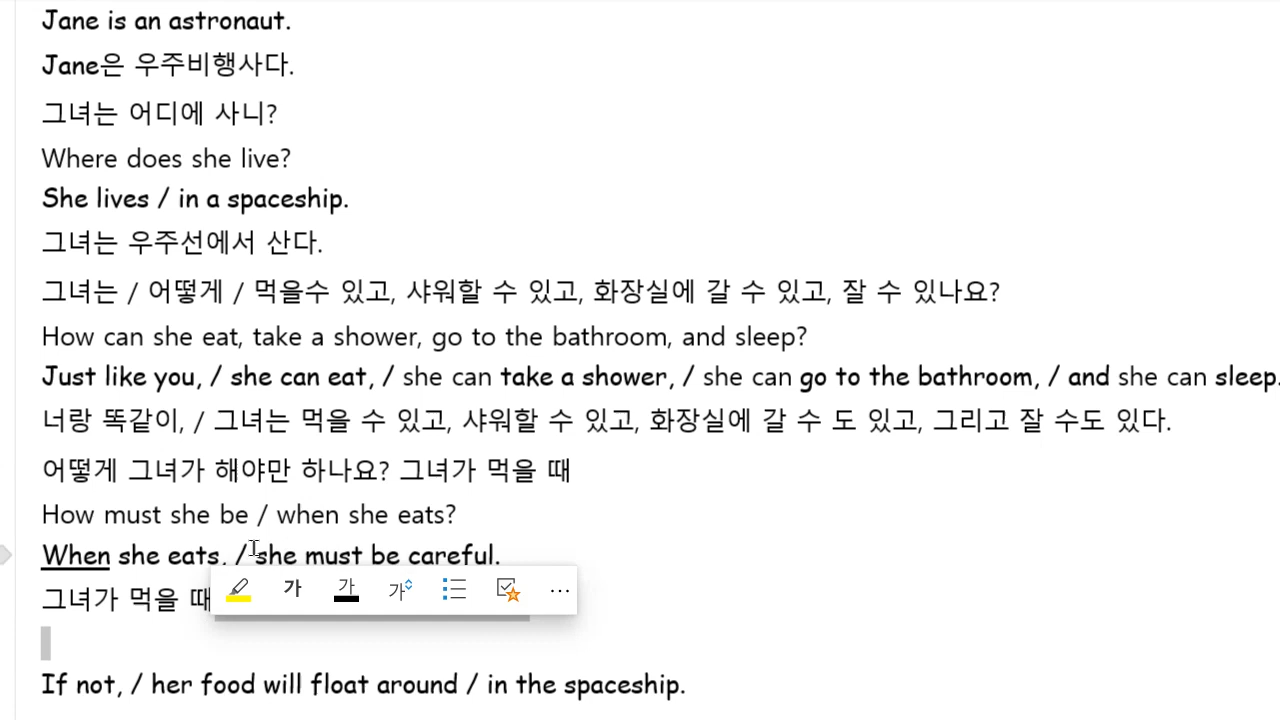 Jane is an astronaut.
Jane은 우주비행사다.
그녀는 어디에 사니?
Where does she live?
She lives / in a spaceship.
그녀는 우주선에서 산다.
그녀는 / 어떻게 / 먹을수 있고, 샤워할 수 있고, 화장실에 갈 수 있고, 잘 수 있나요?
How can she eat, take a shower, go to the bathroom, and sleep?
Just like you, / she can eat, / she can take a shower, / she can go to the bathroom, / and she can sleep.
너랑 똑같이, / 그녀는 먹을 수 있고, 샤워할 수 있고, 화장실에 갈 수 도 있고, 그리고 잘 수도 있다.
어떻게 그녀가 해야만 하나요? 그녀가 먹을 때
How must she be / when she eats?
When she eats, / she must be careful.
그녀가 먹을 때
가 가 가 ...
If not, / her food will float around / in the spaceship.